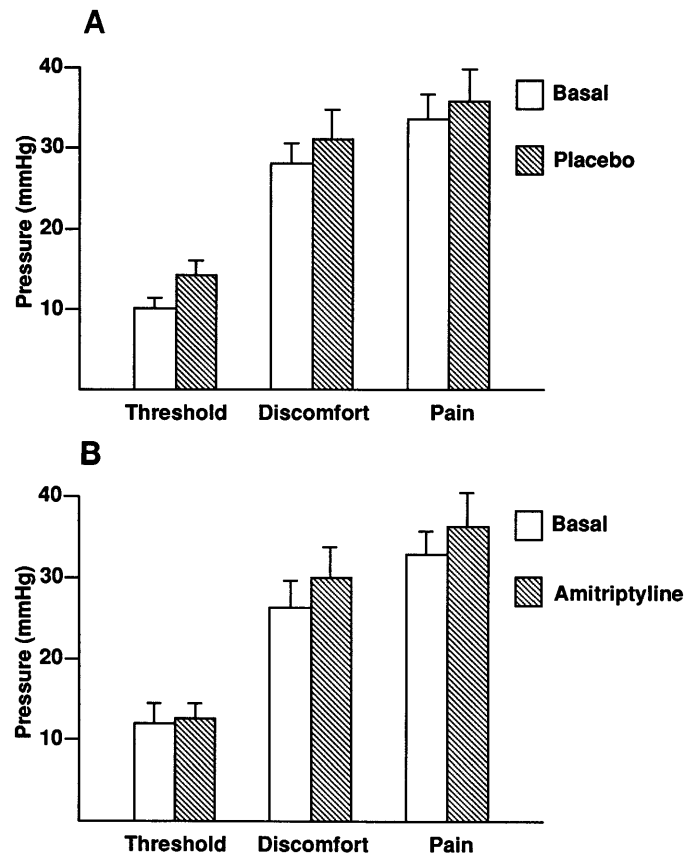 A
Pressure (mmHg)
40
30
20
10
Basal
Placebo
Threshold Discomfort Pain
B
Pressure (mmHg)
40
30
20
10
Basal
Amitriptyline
Threshold Discomfort Pain